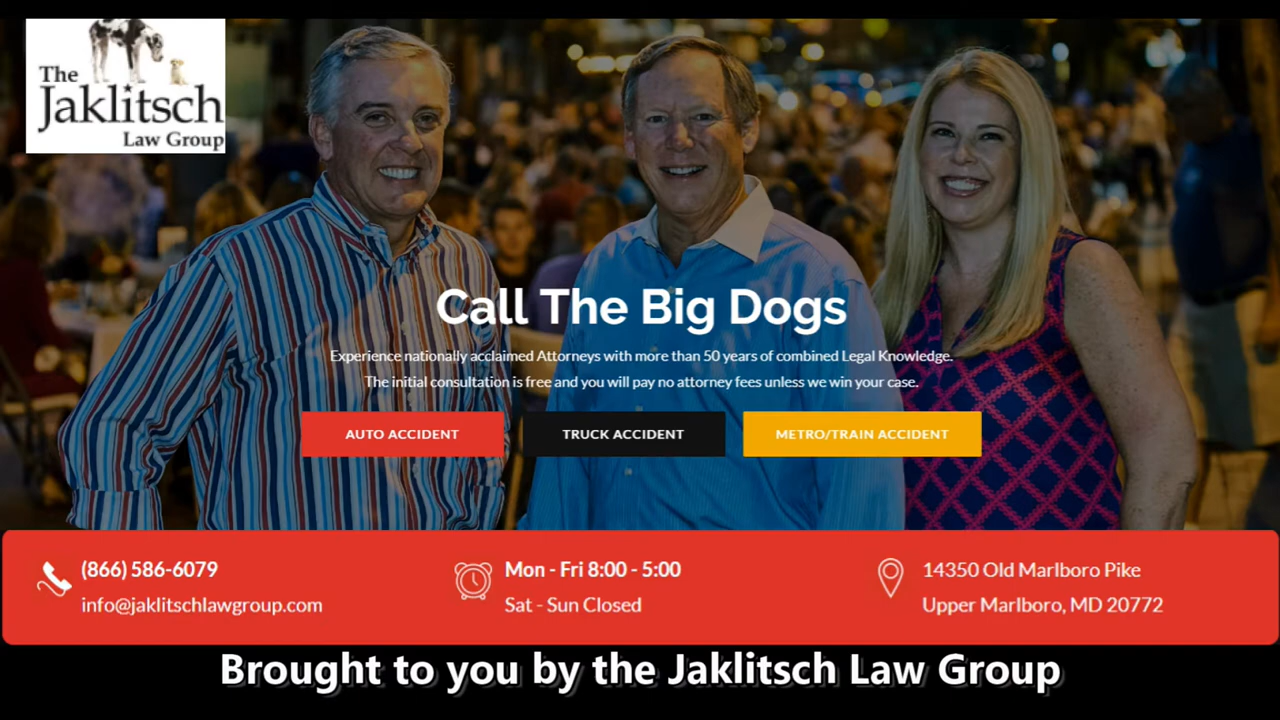 The
Jaklitsch
Law Group
Call The Big Dogs
Experience nationally acclaimed Attorneys with more than 50 years of combined Legal Knowledge.
The initial consultation is free and you will pay no attorney fees unless we win your case.
AUTO ACCIDENT
TRUCK ACCIDENT
METRO/TRAIN ACCIDENT
(866) 586-6079
info@jaklitschlawgroup.com
Mon - Fri 8:00 - 5:00
Sat - Sun Closed
14350 Old Marlboro Pike
Upper Marlboro, MD 20772
Brought to you by the Jaklitsch Law Group